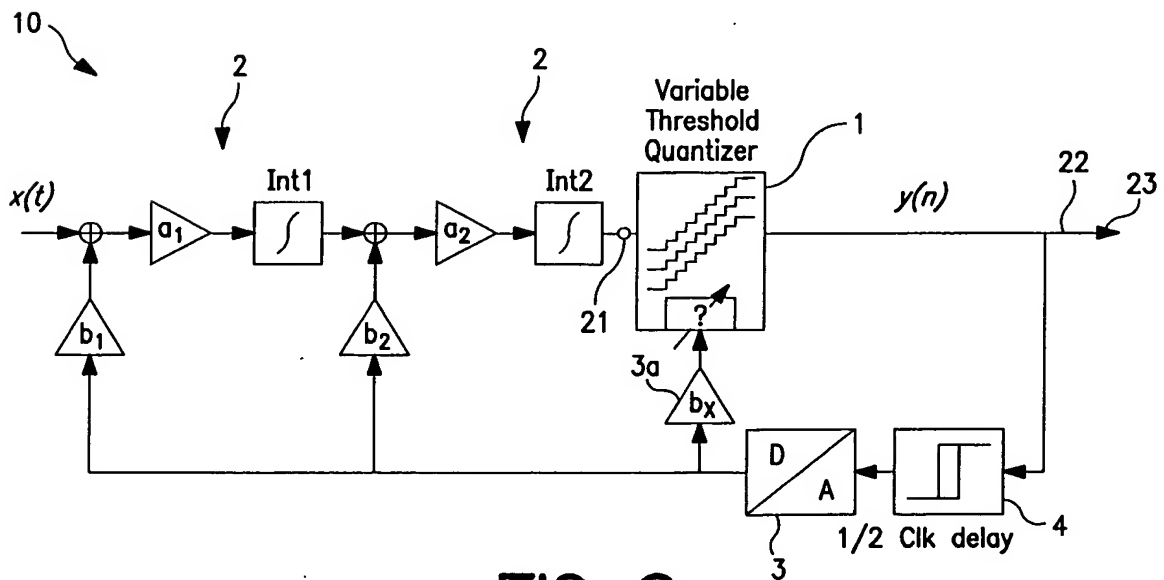 10
2
2
Variable
Threshold
Quantizer
1
x(t)
a1
Int1
a2
Int2
∫
∫
21
y(n)
22
23
b1
b2
?
3a
bx
D
A
3
1/2 Clk delay
4